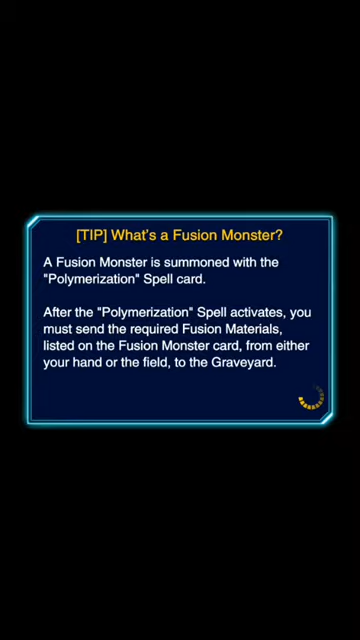 [TIP] What's a Fusion Monster?
A Fusion Monster is summoned with the
"Polymerization" Spell card.
After the "Polymerization" Spell activates, you
must send the required Fusion Materials,
listed on the Fusion Monster card, from either
your hand or the field, to the Graveyard.